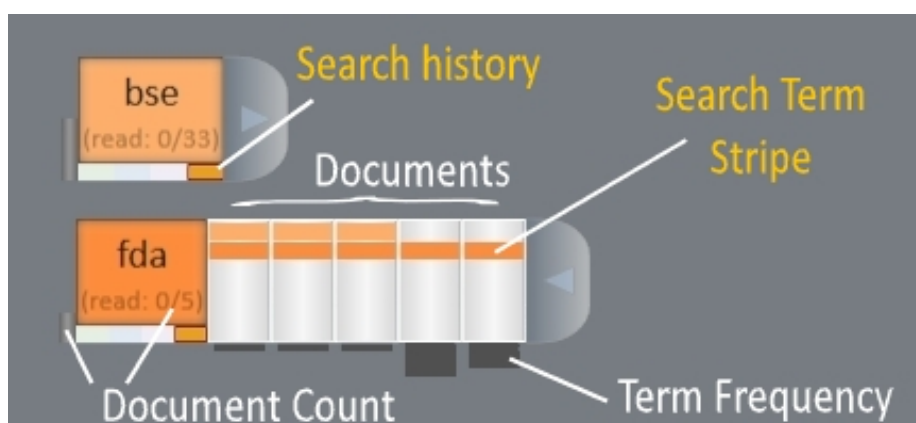 Search history
bse
(read: 0/33)
Search Term
Stripe
Documents
fda
(read: 0/5)
Document Count
Term Frequency